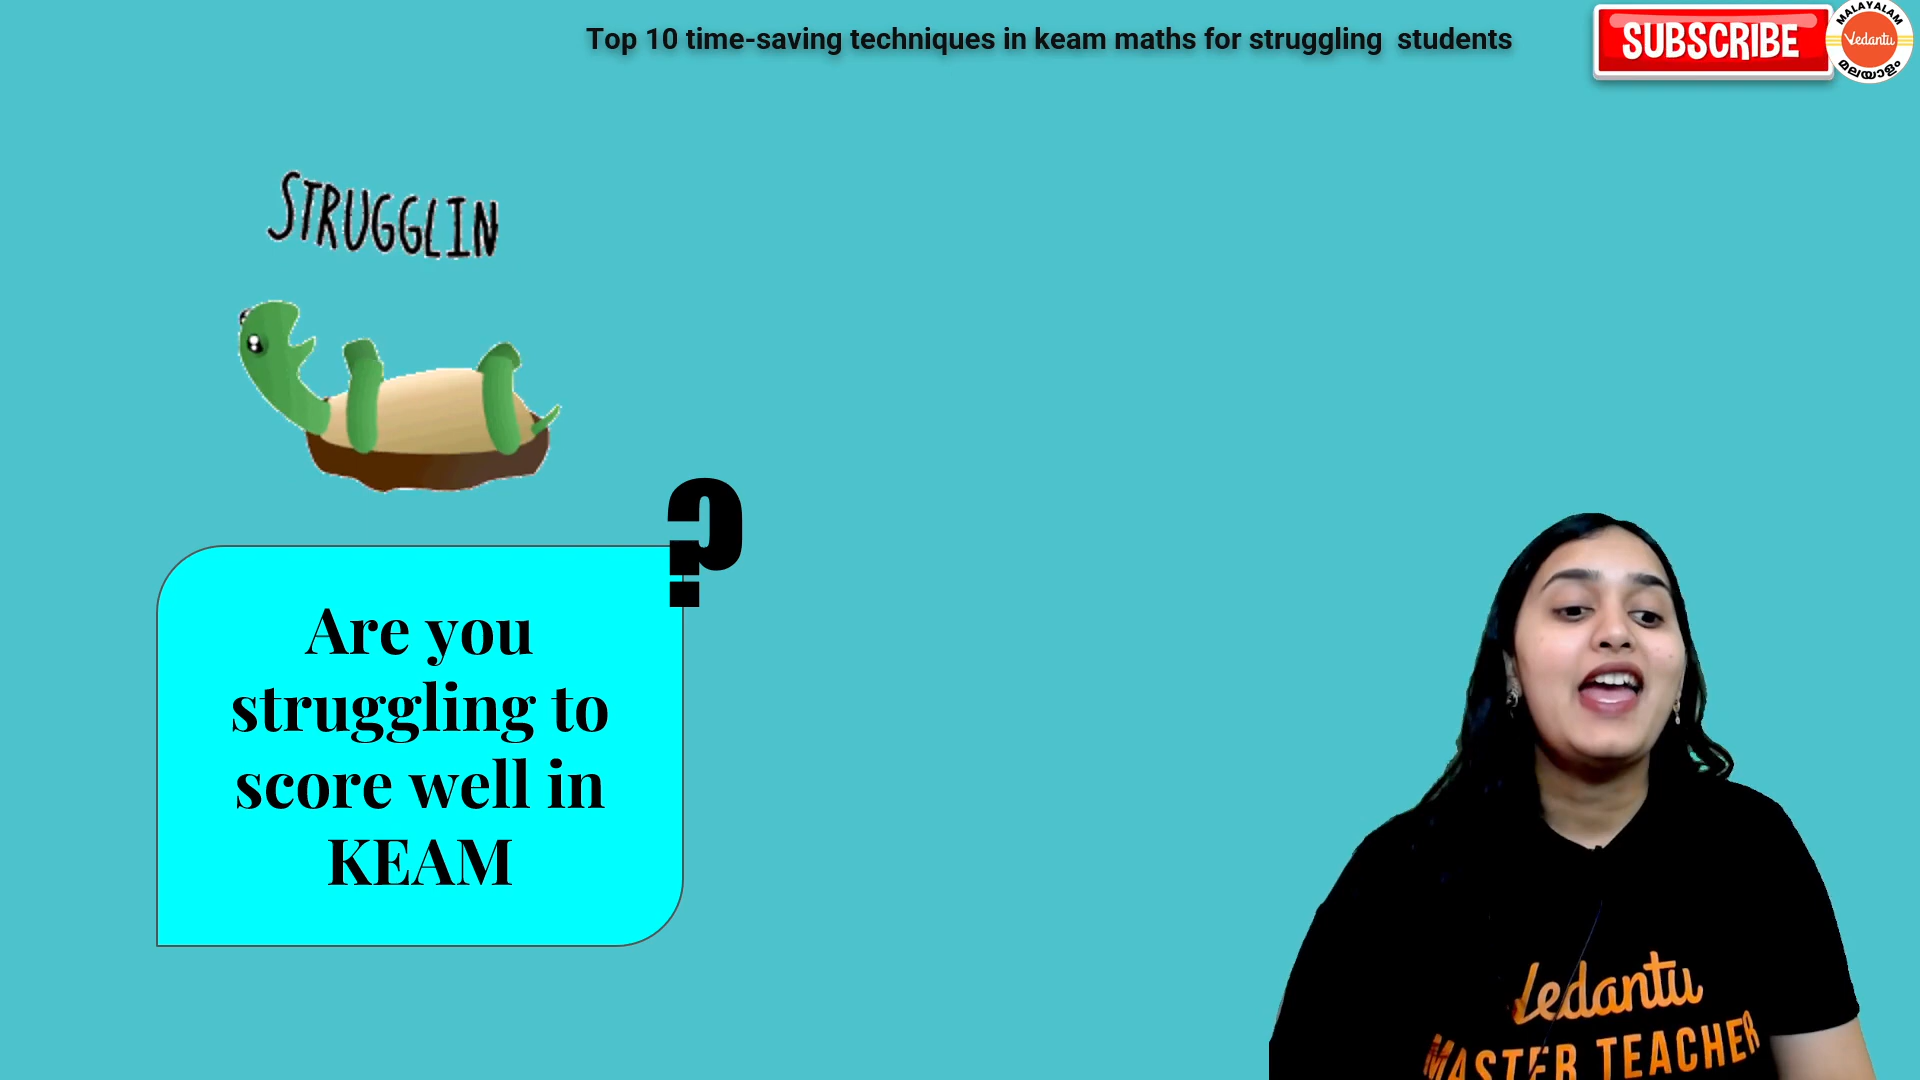 Top 10 time-saving techniques in keam maths for struggling  students
SUBSCRIBE
MALAYALAM
Vedantu
മലയാളം
STRUGGLIN
?
Are you
struggling to
score well in
KEAM
Vedantu
MASTER TEACHER